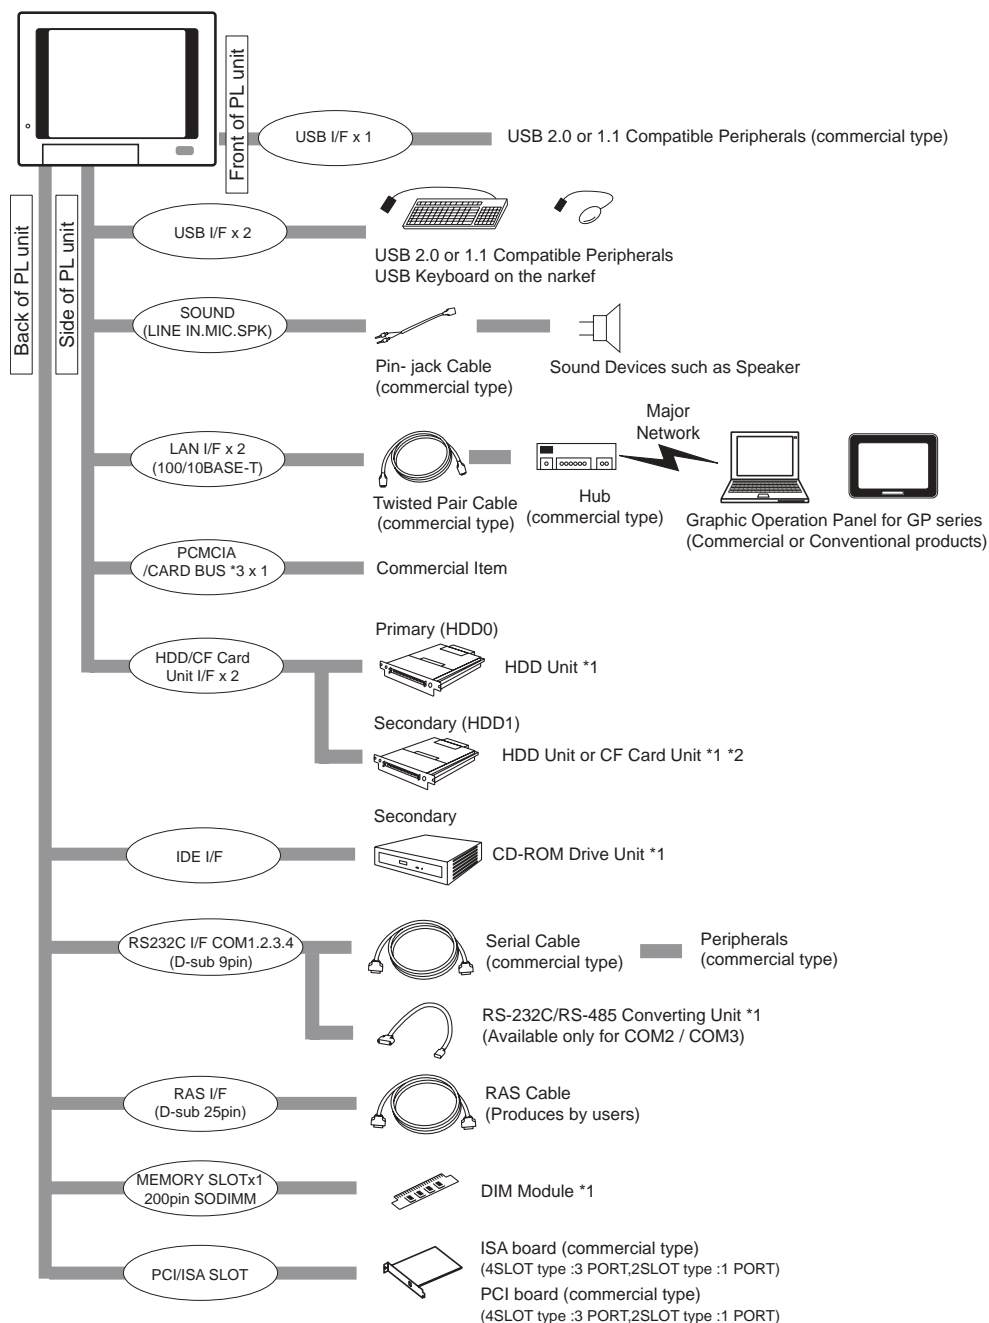 Front of PL unit
USB I/F x 1
USB 2.0 or 1.1 Compatible Peripherals (commercial type)
Back of PL unit
Side of PL unit
USB I/F x 2
USB 2.0 or 1.1 Compatible Peripherals
USB Keyboard on the narkef
SOUND
(LINE IN.MIC.SPK)
Pin- jack Cable
(commercial type)
Sound Devices such as Speaker
LAN I/F x 2
(100/10BASE-T)
Twisted Pair Cable
(commercial type)
Hub
(commercial type)
Major
Network
Graphic Operation Panel for GP series
(Commercial or Conventional products)
PCMCIA
/CARD BUS *3 x 1
Commercial Item
HDD/CF Card
Unit I/F x 2
Primary (HDD0)
HDD Unit *1
Secondary (HDD1)
HDD Unit or CF Card Unit *1 *2
IDE I/F
Secondary
CD-ROM Drive Unit *1
RS232C I/F COM1.2.3.4
(D-sub 9pin)
Serial Cable
(commercial type)
Peripherals
(commercial type)
RS-232C/RS-485 Converting Unit *1
(Available only for COM2 / COM3)
RAS I/F
(D-sub 25pin)
RAS Cable
(Produces by users)
MEMORY SLOTx1
200pin SODIMM
DIM Module *1
PCI/ISA SLOT
ISA board (commercial type)
(4SLOT type :3 PORT,2SLOT type :1 PORT)
PCI board (commercial type)
(4SLOT type :3 PORT,2SLOT type :1 PORT)